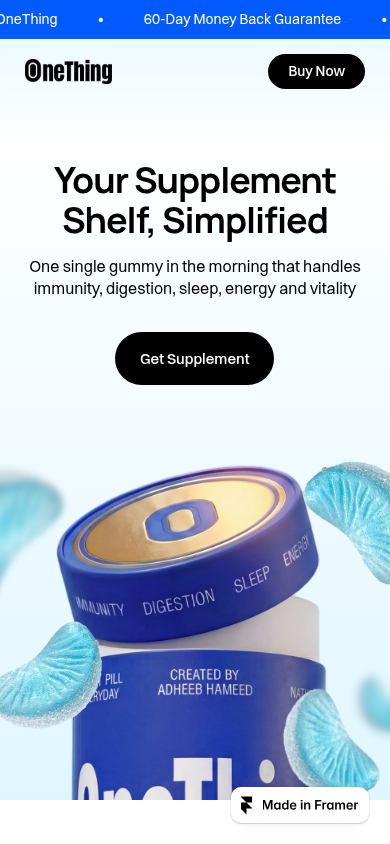 OneThing • 60-Day Money Back Guarantee •
OneThing
Buy Now
Your Supplement
Shelf, Simplified
One single gummy in the morning that handles
immunity, digestion, sleep, energy and vitality
Get Supplement
IMMUNITY DIGESTION SLEEP ENERGY
PILL
CREATED BY
ADHEEB HAMEED
Made in Framer